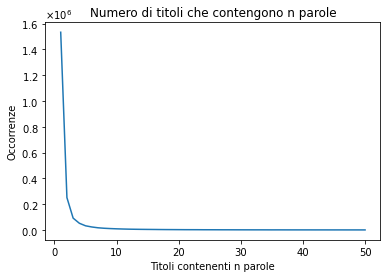 Numero di titoli che contengono n parole
×10⁶
1.6
1.4
1.2
1.0
0.8
0.6
0.4
0.2
0.0
Occorrenze
0 10 20 30 40 50
Titoli contenenti n parole